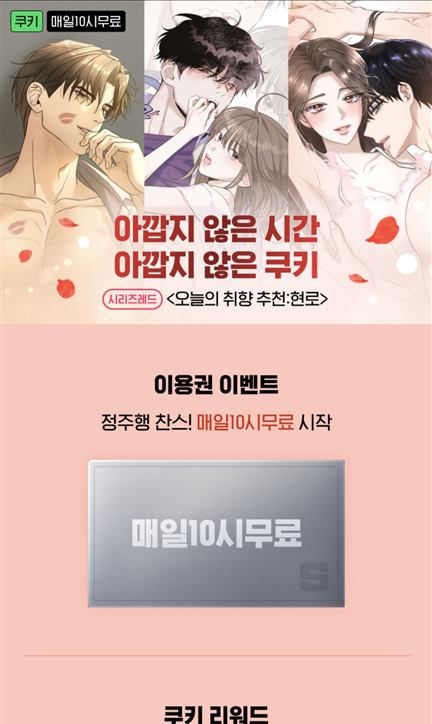 쿠키 매일10시무료
아깝지 않은 시간
아깝지 않은 쿠키
시리즈레드 <오늘의 취향 추천:현로>
이용권 이벤트
정주행 찬스! 매일10시무료 시작
매일10시무료
S
쿠키 리워드